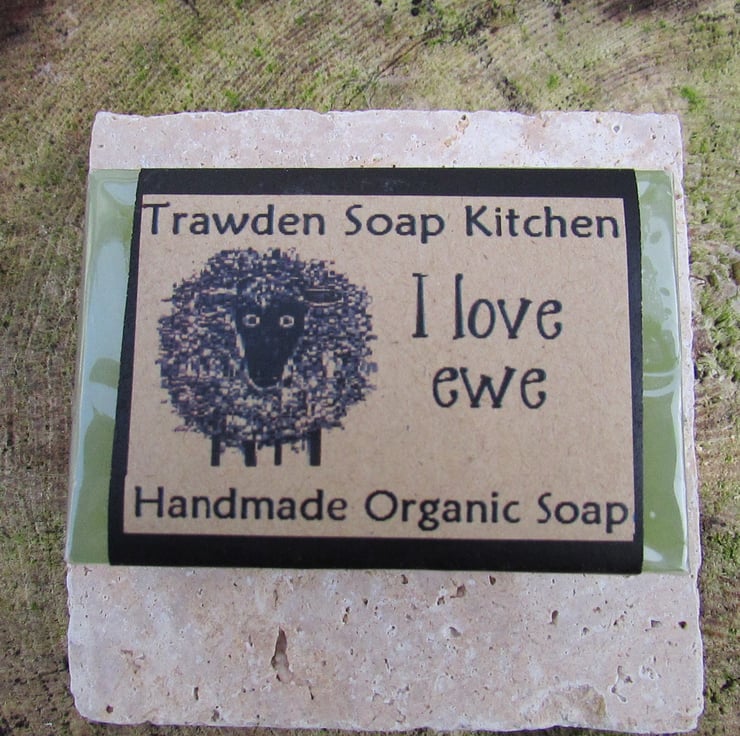 Trawden Soap Kitchen
I love
ewe
Handmade Organic Soap